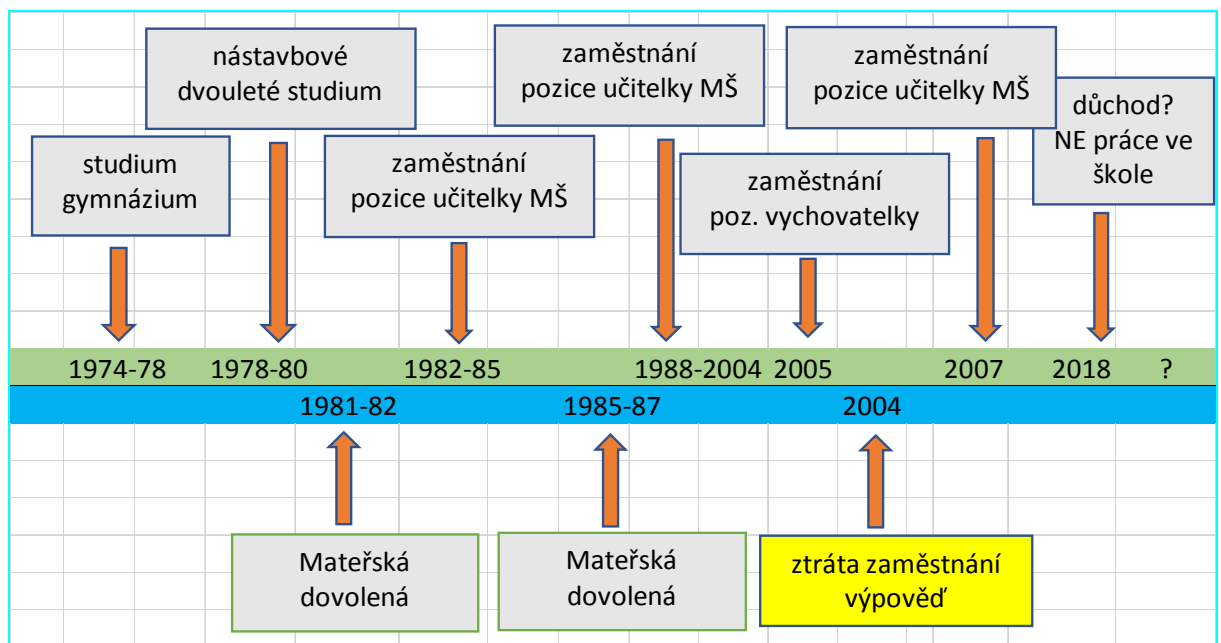 nástavbové
dvouleté studium
zaměstnání
pozice učitelky MŠ
zaměstnání
pozice učitelky MŠ
důchod?
NE práce ve
škole
studium
gymnázium
zaměstnání
pozice učitelky MŠ
zaměstnání
poz. vychovatelky
1974-78 1978-80 1982-85 1988-2004 2005 2007 2018 ?
1981-82 1985-87 2004
Mateřská
dovolená
Mateřská
dovolená
ztráta zaměstnání
výpověď